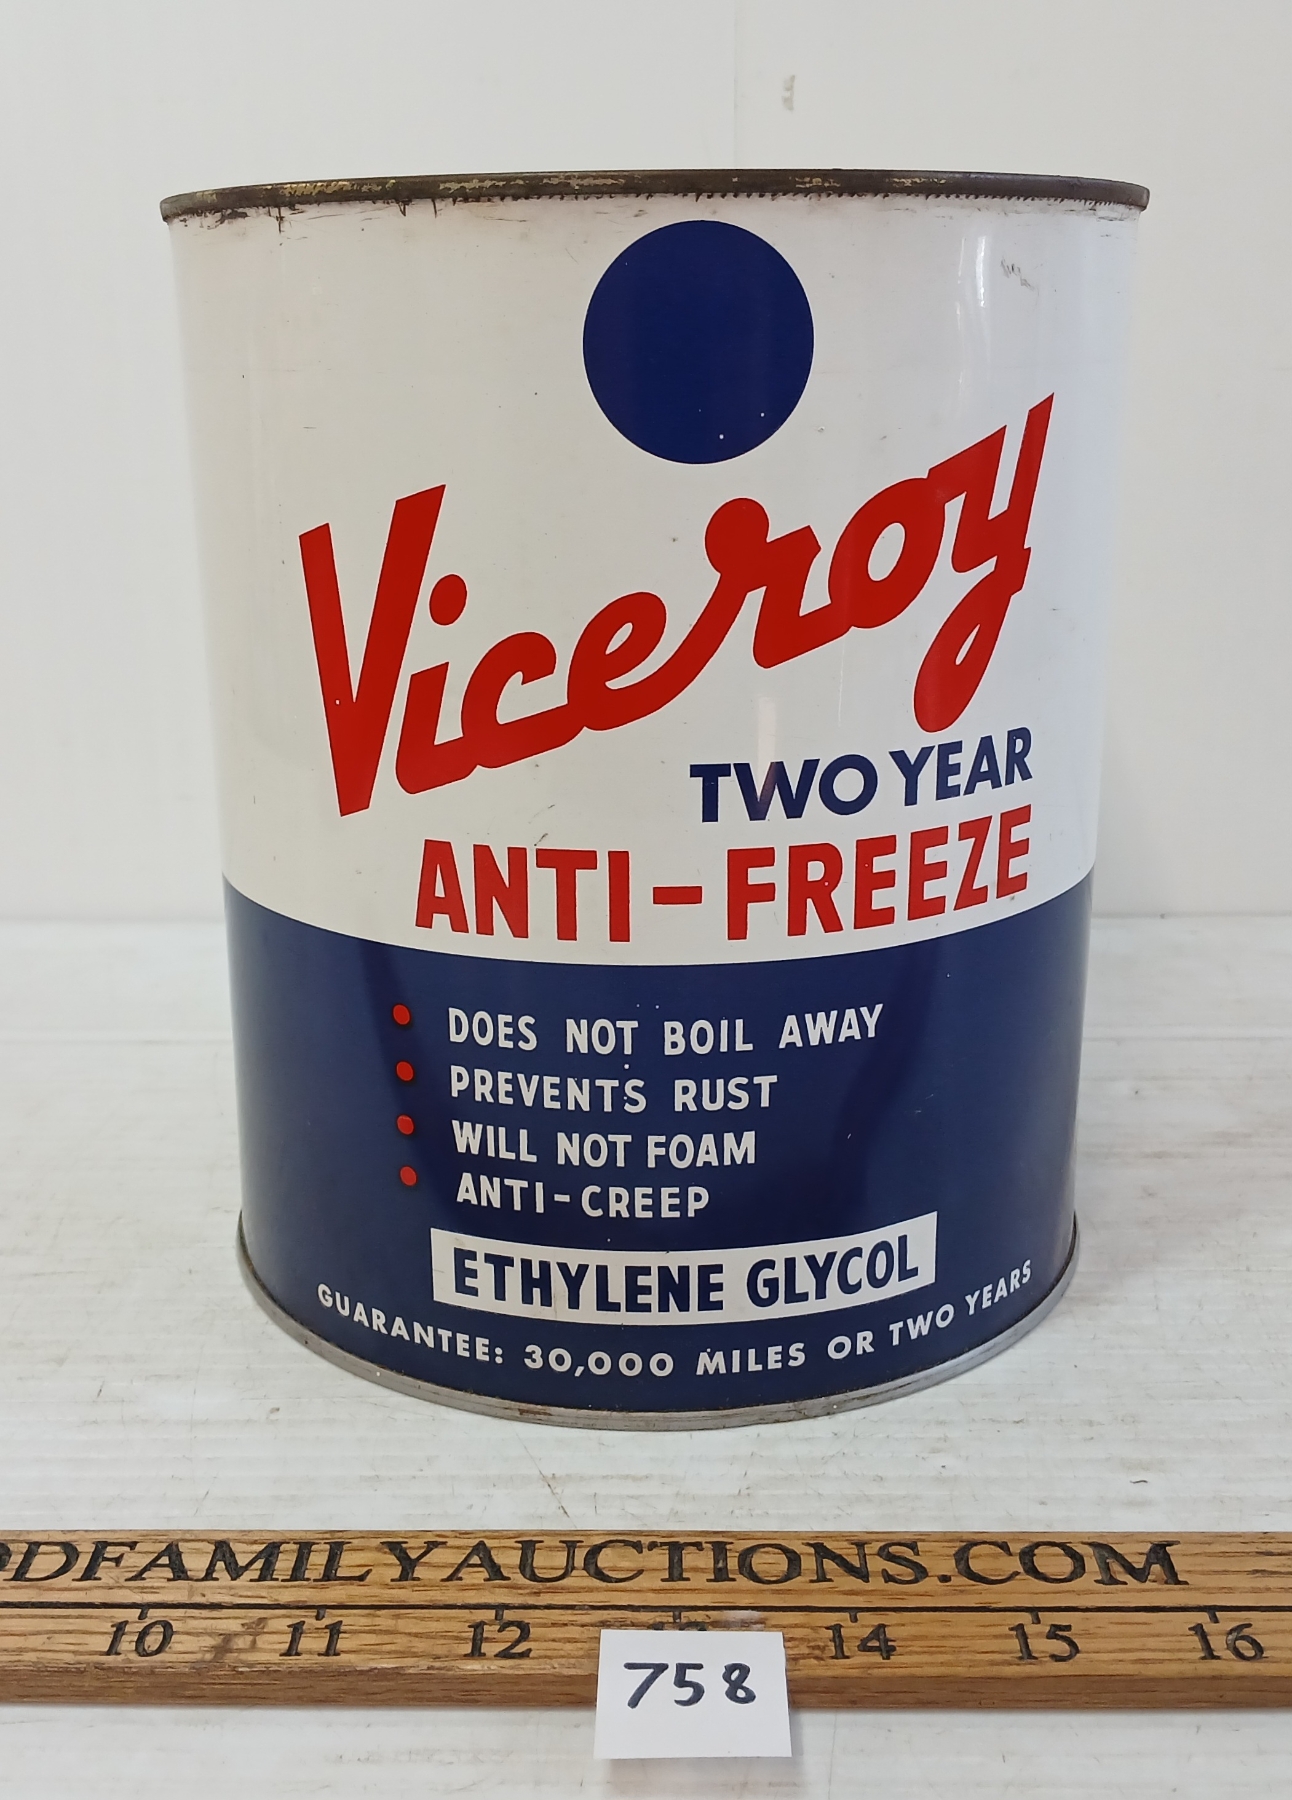 Viceroy
TWO YEAR
ANTI-FREEZE
DOES NOT BOIL AWAY
PREVENTS RUST
WILL NOT FOAM
ANTI-CREEP
ETHYLENE GLYCOL
GUARANTEE: 30,000 MILES OR TWO YEARS
DFAMILYAUCTIONS.COM
10 11 12 14 15 16
758